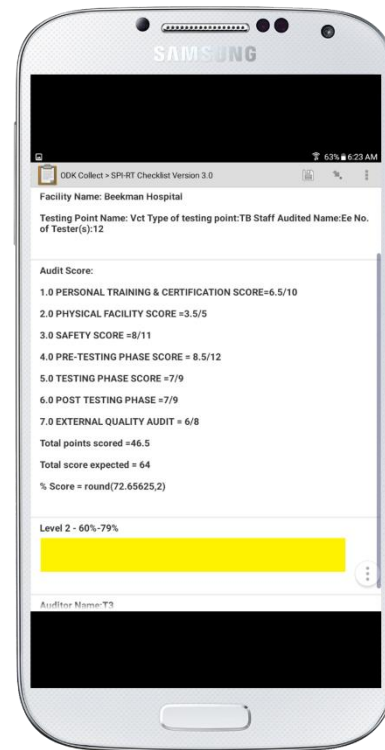 SAMSUNG
63% 6:23 AM
ODK Collect > SPI-RT Checklist Version 3.0
Facility Name: Beekman Hospital
Testing Point Name: Vct Type of testing point:TB Staff Audited Name:Ee No.
of Tester(s):12
Audit Score:
1.0 PERSONAL TRAINING & CERTIFICATION SCORE=6.5/10
2.0 PHYSICAL FACILITY SCORE =3.5/5
3.0 SAFETY SCORE =8/11
4.0 PRE-TESTING PHASE SCORE = 8.5/12
5.0 TESTING PHASE SCORE =7/9
6.0 POST TESTING PHASE =7/9
7.0 EXTERNAL QUALITY AUDIT = 6/8
Total points scored =46.5
Total score expected = 64
% Score = round(72.65625,2)
Level 2 - 60%-79%
Auditor Name:T3